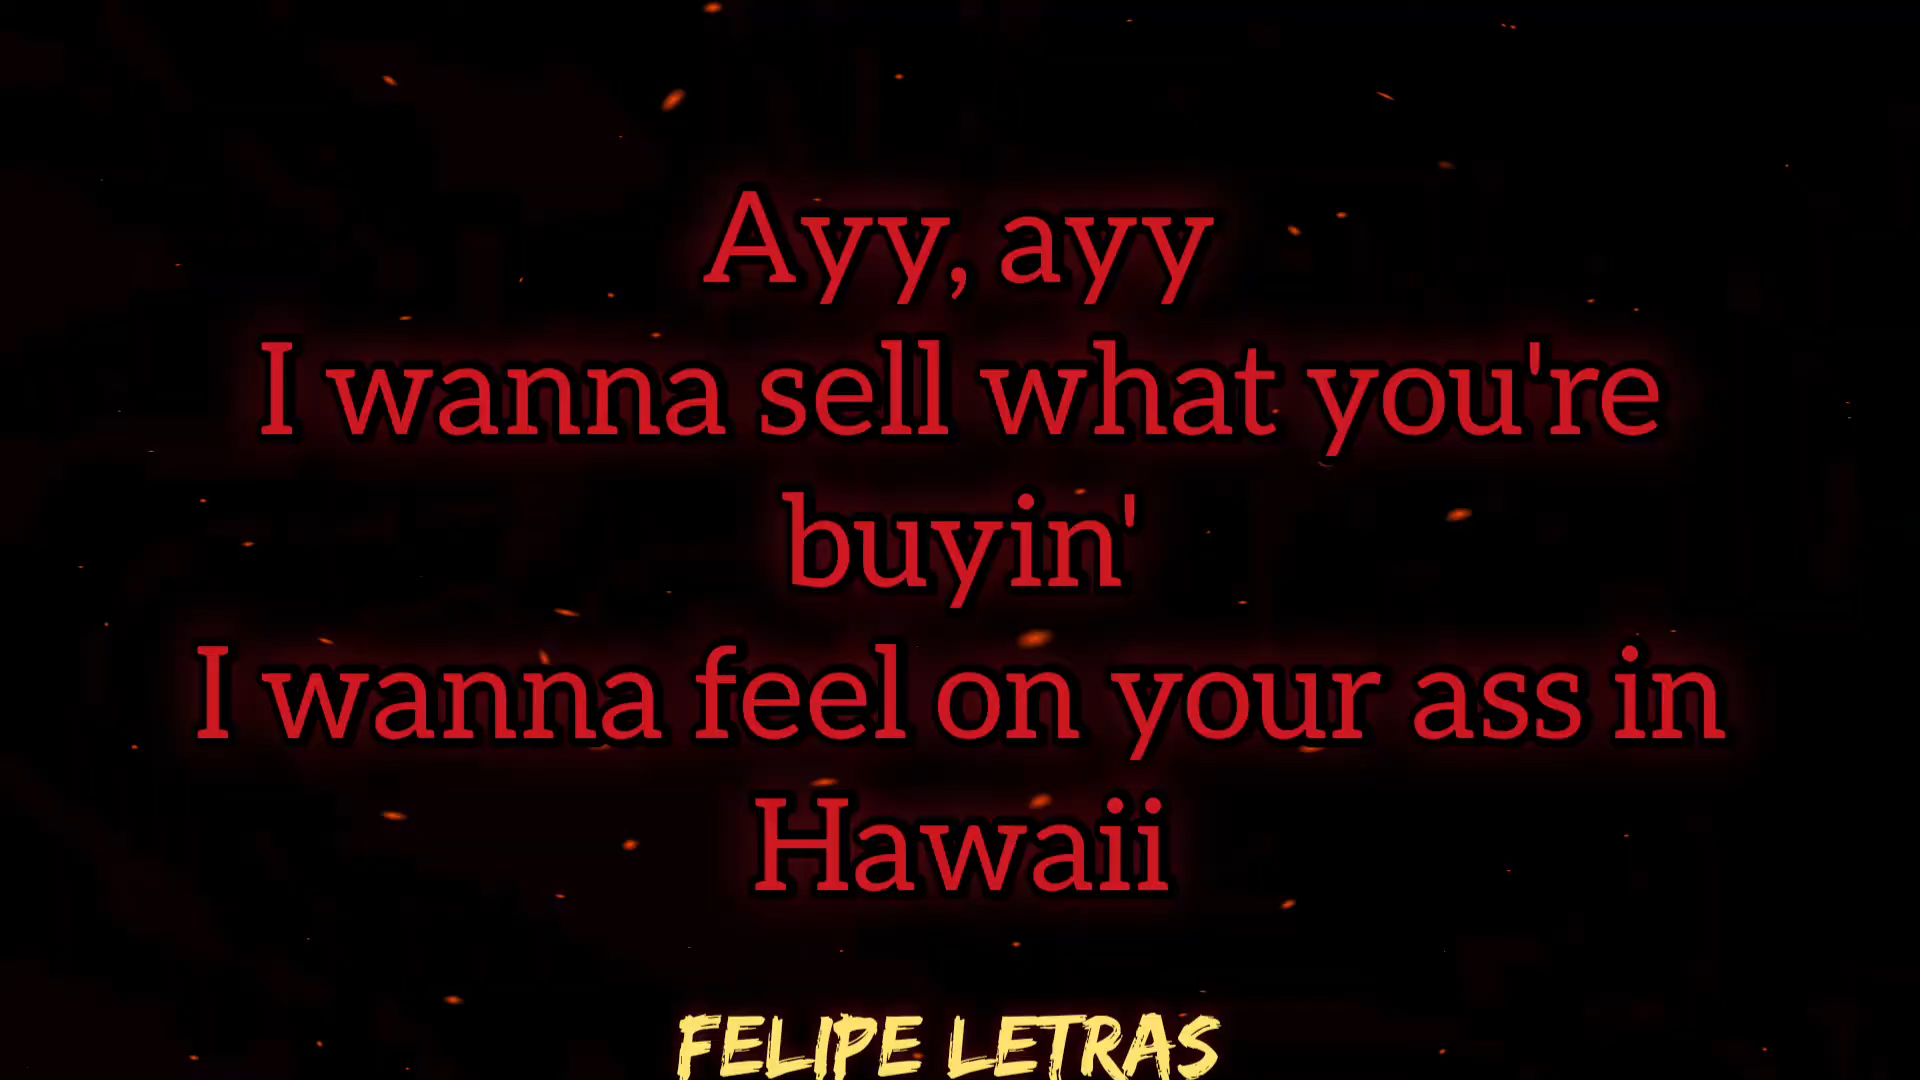 Ayy, ayy
I wanna sell what you're
buyin'
I wanna feel on your ass in
Hawaii
FELIPE LETRAS